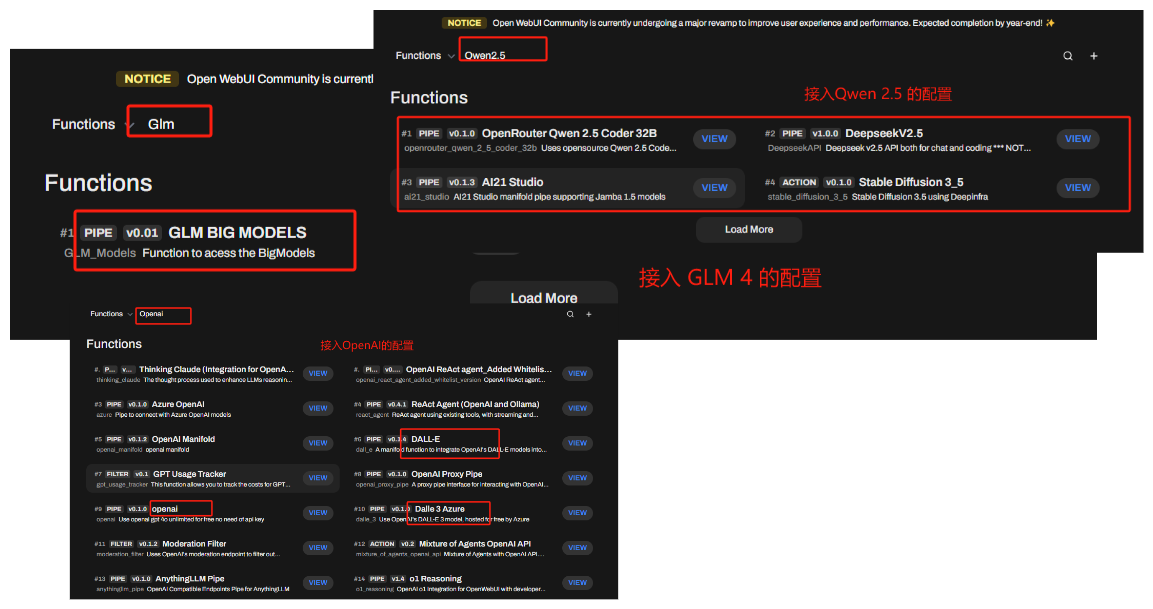 NOTICE Open WebUI Community is currently undergoing a major revamp to improve user experience and performance. Expected completion by year-end! ✨
Functions Qwen2.5
Functions
接入Qwen 2.5 的配置
#1 PIPE v0.1.0 OpenRouter Qwen 2.5 Coder 32B VIEW
openrouter_qwen_2_5_coder_32b Uses opensource Qwen 2.5 Code...
#2 PIPE v1.0.0 DeepseekV2.5 VIEW
DeepseekAPI Deepseek v2.5 API both for chat and coding *** NOT...
#3 PIPE v0.1.3 AI21 Studio VIEW
ai21_studio AI21 Studio manifold pipe supporting Jamba 1.5 models
#4 ACTION v0.1.0 Stable Diffusion 3_5 VIEW
stable_diffusion_3_5 Stable Diffusion 3.5 using Deepinfra
Load More
NOTICE Open WebUI Community is current
Functions Glm
Functions
#1 PIPE v0.01 GLM BIG MODELS
GLM_Models Function to acess the BigModels
接入 GLM 4 的配置
Load More
Functions Openai
Functions
接入OpenAI的配置
#. P... v... Thinking Claude (Integration for OpenA... VIEW
thinking_claude The thought process used to enhance LLMs reasonin...
#. PI... v0.... OpenAI ReAct agent_Added Whitelis... VIEW
openai_react_agent_added_whitelist_version OpenAI ReAct agent...
#3 PIPE v0.1.0 Azure OpenAI VIEW
azure Pipe to connect with Azure OpenAI models
#4 PIPE v0.4.1 ReAct Agent (OpenAI and Ollama) VIEW
react_agent ReAct agent using existing tools, with streaming and...
#5 PIPE v0.1.2 OpenAI Manifold VIEW
openai_manifold openai manifold
#6 PIPE v0.1.4 DALL-E VIEW
dall_e A manifold function to integrate OpenAI's DALL-E models into...
#7 FILTER v0.1 GPT Usage Tracker VIEW
gpt_usage_tracker This function allows you to track the costs for GPT...
#8 PIPE v0.1.0 OpenAI Proxy Pipe VIEW
openai_proxy_pipe A proxy pipe interface for interacting with OpenAI...
#9 PIPE v0.1.0 openai VIEW
openai Use openai gpt 4o unlimited for free no need of api key
#10 PIPE v0.1.0 Dalle 3 Azure VIEW
dalle_3 Use OpenAI's DALL-E 3 model, hosted for free by Azure
#11 FILTER v0.1.2 Moderation Filter VIEW
moderation_filter Uses OpenAI's moderation endpoint to filter out...
#12 ACTION v0.2 Mixture of Agents OpenAI API VIEW
mixture_of_agents_openai_api Mixture of Agents with OpenAI API....
#13 PIPE v0.1.0 AnythingLLM Pipe VIEW
anythingllm_pipe OpenAI Compatible Endpoints Pipe for AnythingLLM
#14 PIPE v1.4 o1 Reasoning VIEW
o1_reasoning OpenAI o1 Integration for OpenWebUI with developer...